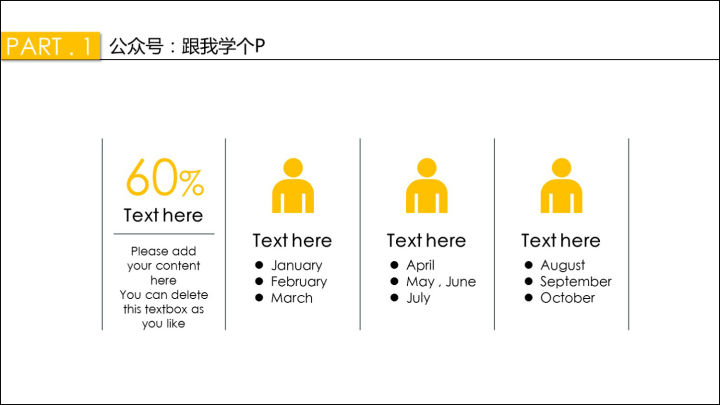 PART . 1 公众号：跟我学个P
60%
Text here
Please add
your content
here
You can delete
this textbox as
you like
Text here
January
February
March
Text here
April
May , June
July
Text here
August
September
October